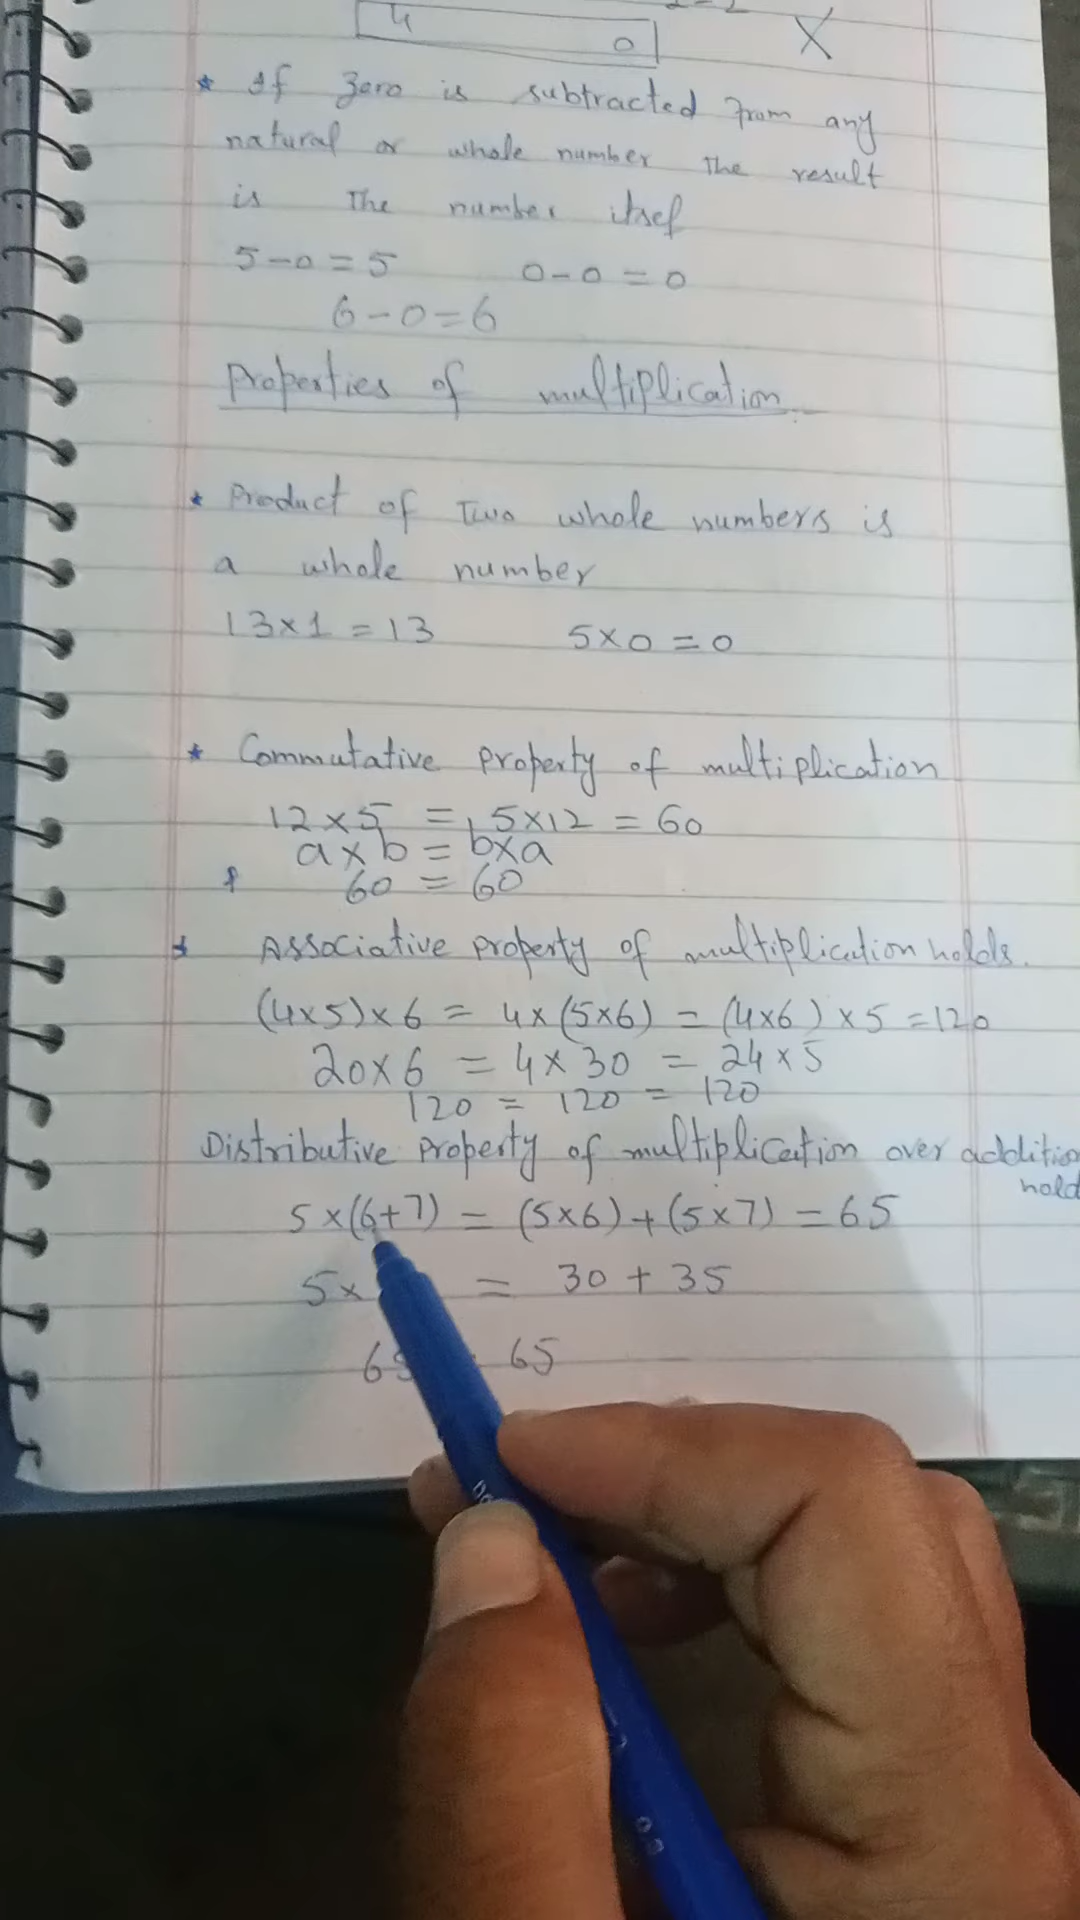 4
0
X
* If zero is subtracted from any
natural or whole number The result
is The number itsef
5-0=5 0-0=0
6-0=6
Properties of multiplication
* Product of Two whole numbers is
a whole number
13×1=13 5×0=0
* Commutative property of multiplication
12×5 = 5×12 = 60
a×b = b×a
60 = 60
* Associative property of multiplication holds.
(4×5)×6 = 4×(5×6) = (4×6)×5=120
20×6 = 4×30 = 24×5
120 = 120 = 120
Distributive property of multiplication over additio
hold
5×(6+7) = (5×6)+(5×7)=65
5× = 30+35
65 65